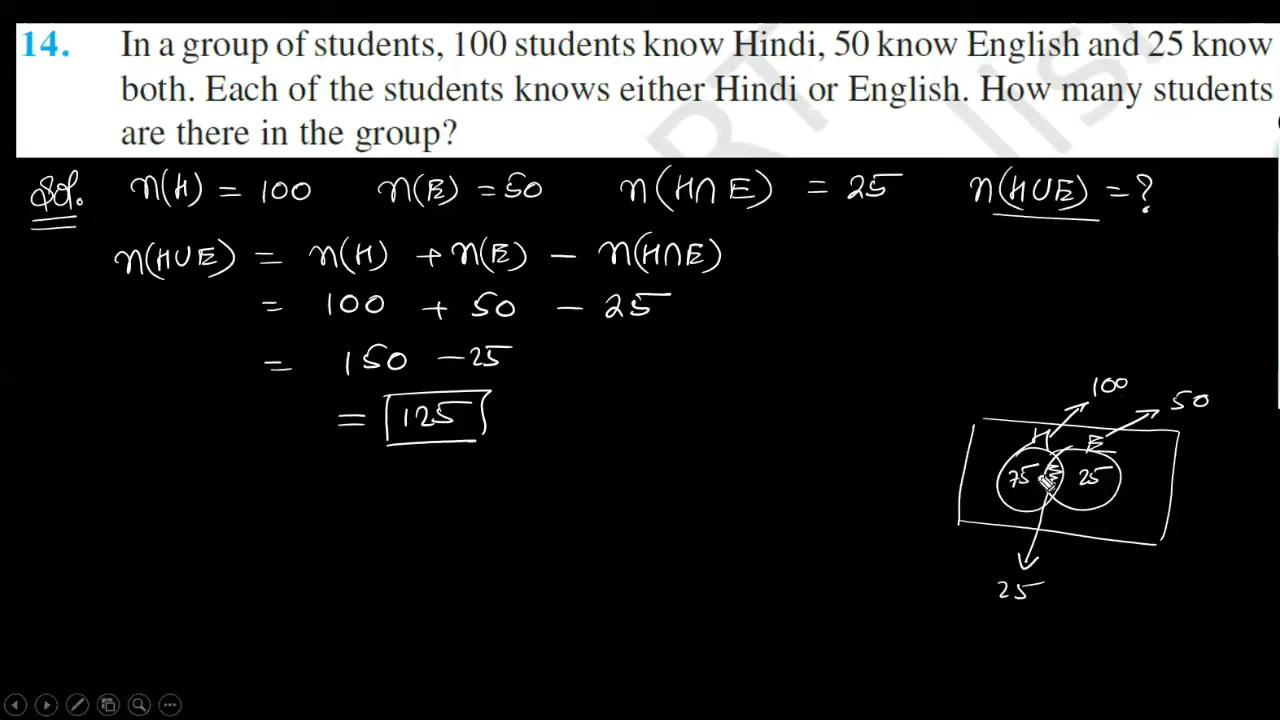 14. In a group of students, 100 students know Hindi, 50 know English and 25 know
both. Each of the students knows either Hindi or English. How many students
are there in the group?
Sol. n(H) = 100 n(E) = 50 n(H∩E) = 25 n(H∪E) = ?
n(H∪E) = n(H) + n(E) - n(H∩E)
= 100 + 50 - 25
= 150 - 25
= 125
100
50
H E
75 25
25